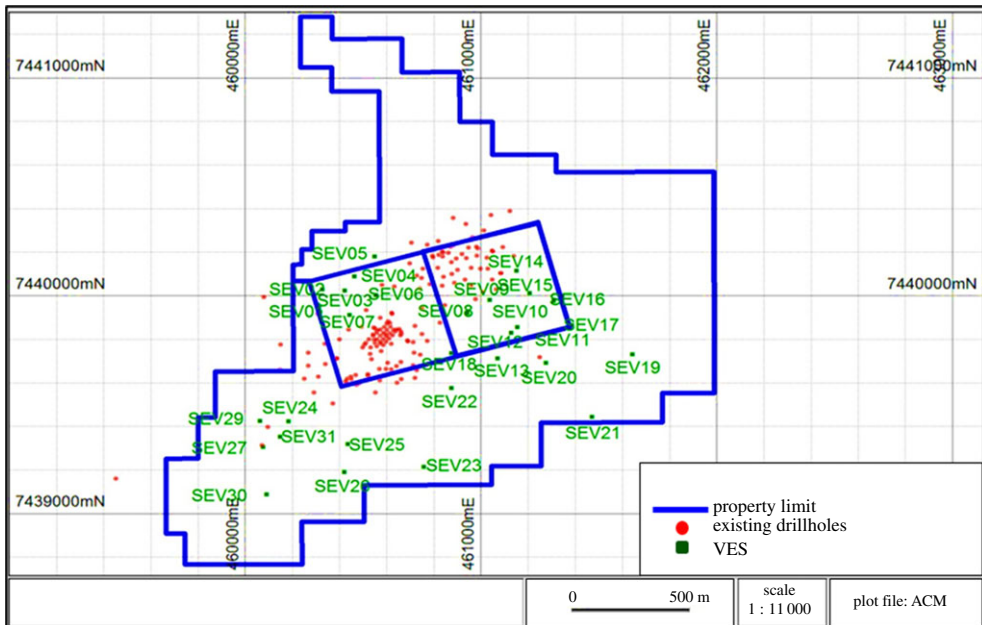 460000mE
461000mE
462000mE
463000mE
7441000mN 7441000mN
SEV05
SEV14
SEV04
SEV02 SEV03 SEV06 SEV09 SEV15
7440000mN 7440000mN
SEV16
SEV07 SEV08 SEV10
SEV17
SEV12 SEV11
SEV18 SEV13 SEV20 SEV19
SEV22
SEV24
SEV29 SEV21
SEV31
SEV27 SEV25
SEV23
SEV30
7439000mN
460000mE
461000mE
property limit
existing drillholes
VES
0 500 m
scale
1 : 11 000
plot file: ACM